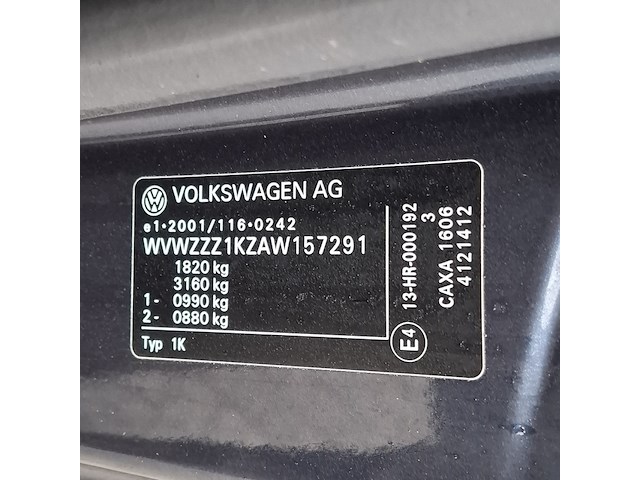 VOLKSWAGEN AG
e1*2001/116*0242
WVWZZZ1KZAW157291
1820 kg
3160 kg
1- 0990 kg
2- 0880 kg
Typ 1K
E4
13-HR-000192
3
CAXA 1606
4121412